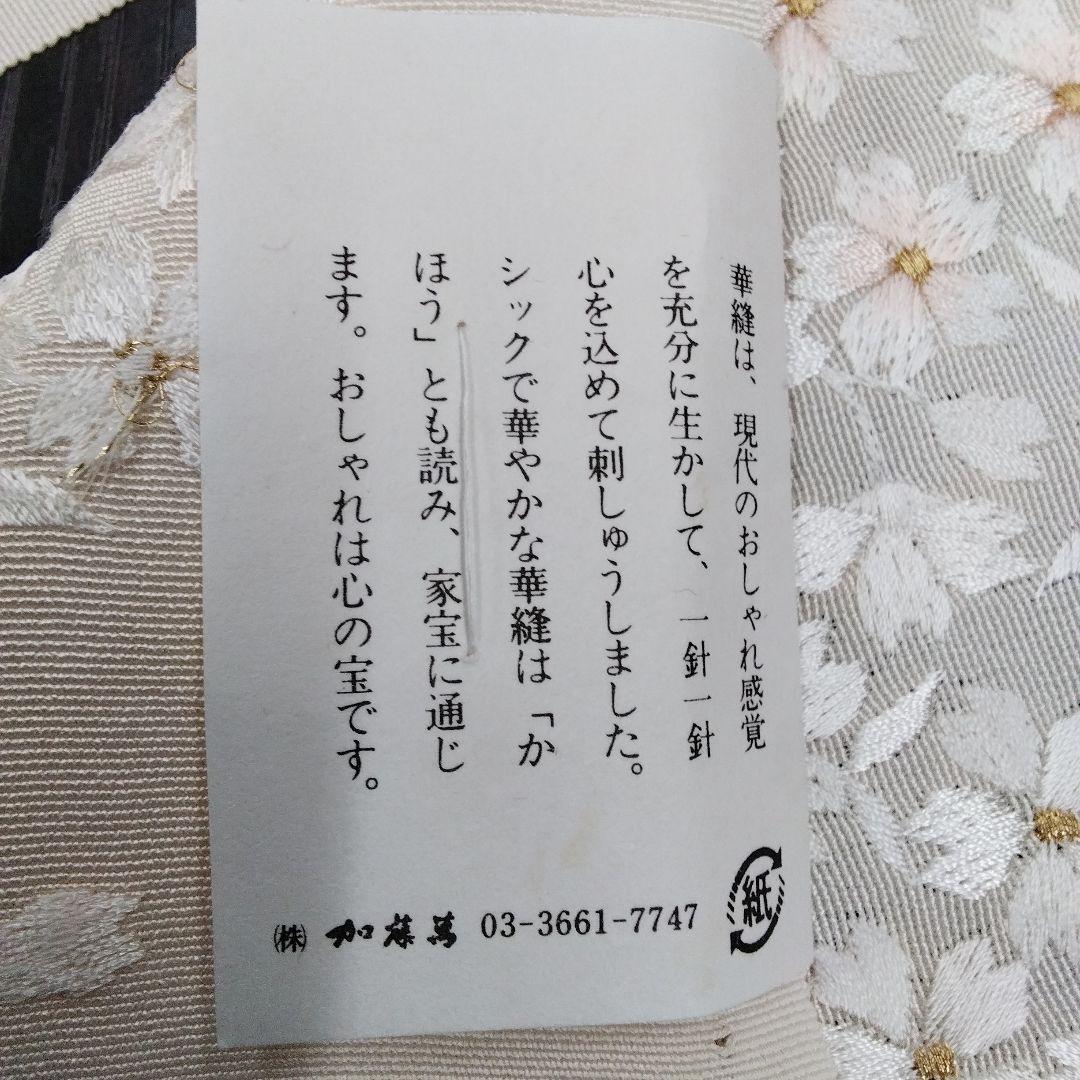 華縫は、現代のおしゃれ感覚
を充分に生かして、一針一針
心を込めて刺しゅうしました。
シックで華やかな華縫は「か
ほう」とも読み、家宝に通じ
ます。おしゃれは心の宝です。
㈱ 加藤萬 03-3661-7747
紙